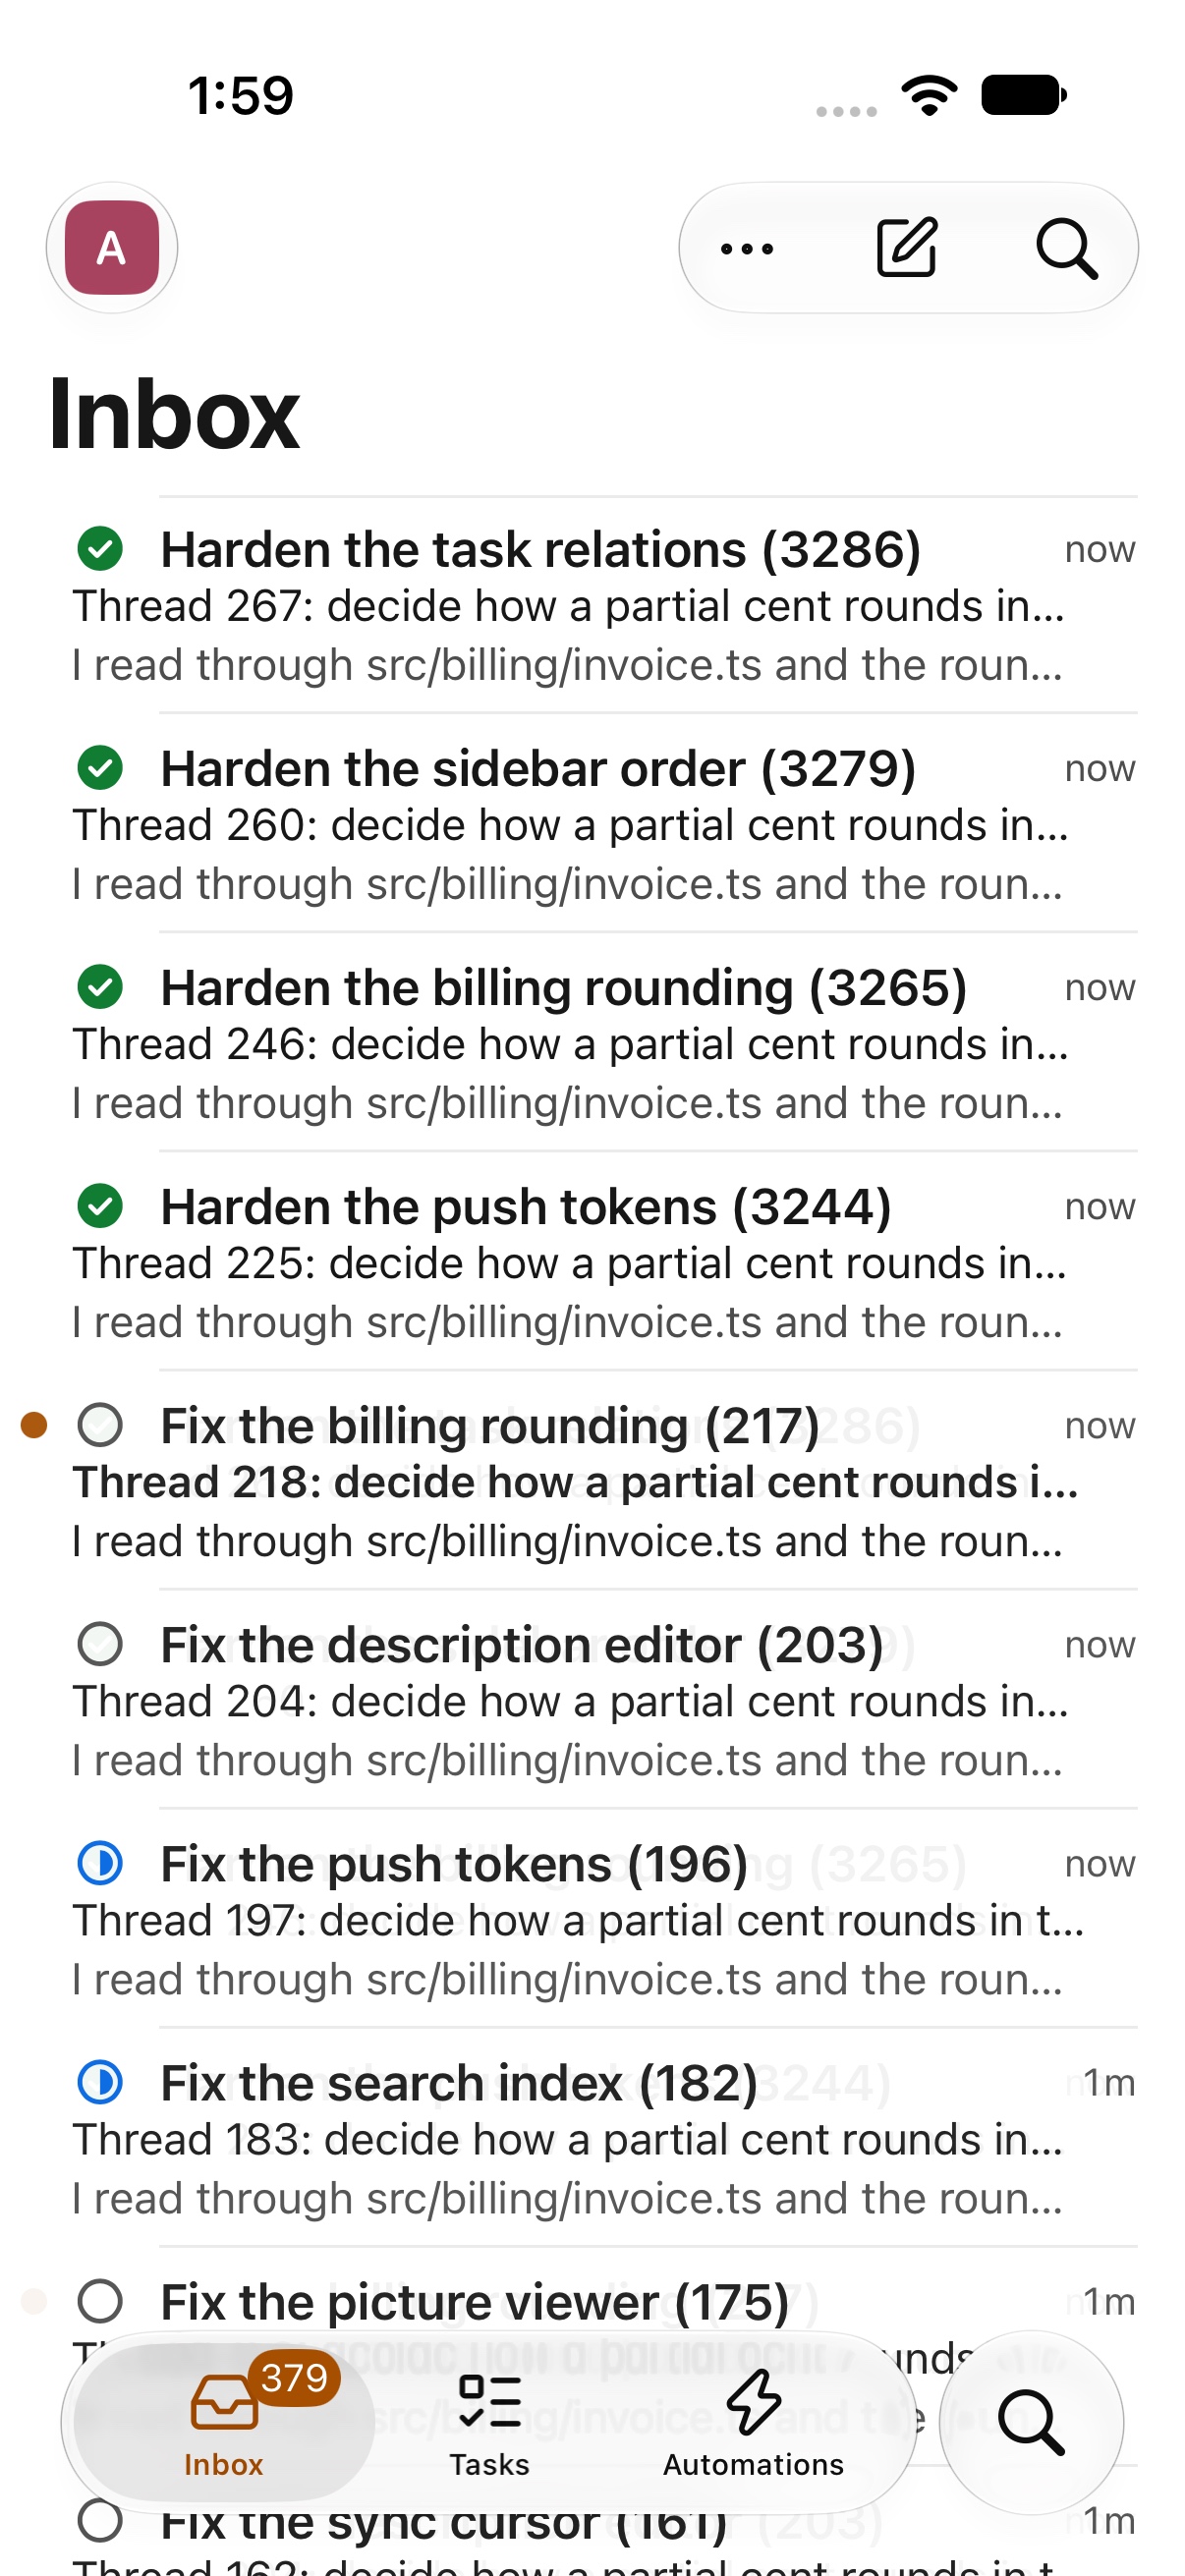 1:59
A
Inbox
Harden the task relations (3286) now
Thread 267: decide how a partial cent rounds in...
I read through src/billing/invoice.ts and the roun...
Harden the sidebar order (3279) now
Thread 260: decide how a partial cent rounds in...
I read through src/billing/invoice.ts and the roun...
Harden the billing rounding (3265) now
Thread 246: decide how a partial cent rounds in...
I read through src/billing/invoice.ts and the roun...
Harden the push tokens (3244) now
Thread 225: decide how a partial cent rounds in...
I read through src/billing/invoice.ts and the roun...
Fix the billing rounding (217) now
Thread 218: decide how a partial cent rounds i...
I read through src/billing/invoice.ts and the roun...
Fix the description editor (203) now
Thread 204: decide how a partial cent rounds in...
I read through src/billing/invoice.ts and the roun...
Fix the push tokens (196) now
Thread 197: decide how a partial cent rounds in t...
I read through src/billing/invoice.ts and the roun...
Fix the search index (182) 1m
Thread 183: decide how a partial cent rounds in...
I read through src/billing/invoice.ts and the roun...
Fix the picture viewer (175) 1m
379
Inbox Tasks Automations
Fix the sync cursor (161) 1m
Thread 162: decide how a partial cent rounds in t...